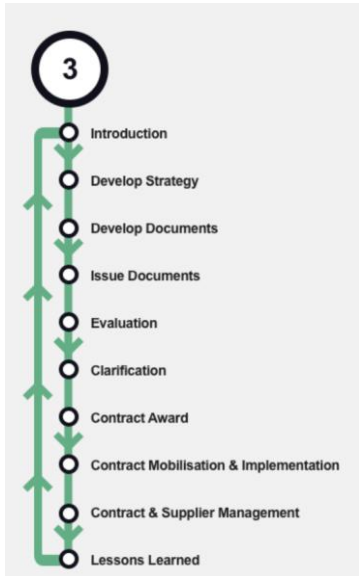 3
Introduction
Develop Strategy
Develop Documents
Issue Documents
Evaluation
Clarification
Contract Award
Contract Mobilisation & Implementation
Contract & Supplier Management
Lessons Learned